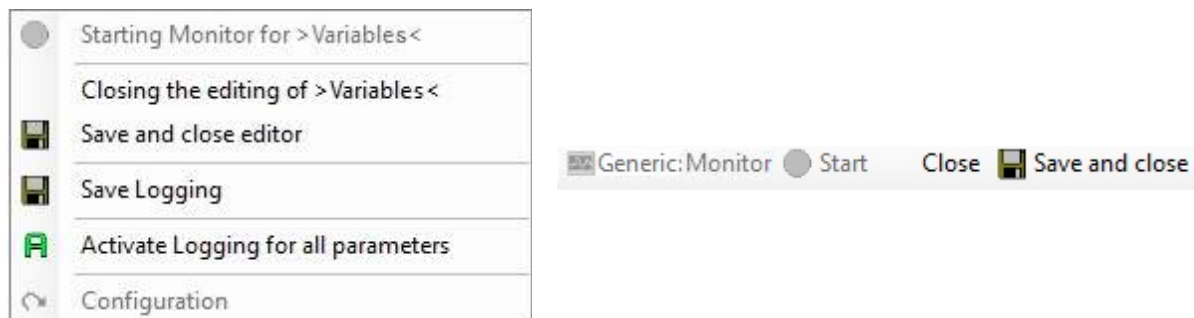 Starting Monitor for >Variables<
Closing the editing of >Variables<
Save and close editor
Save Logging
Activate Logging for all parameters
Configuration
Generic:Monitor Start Close Save and close